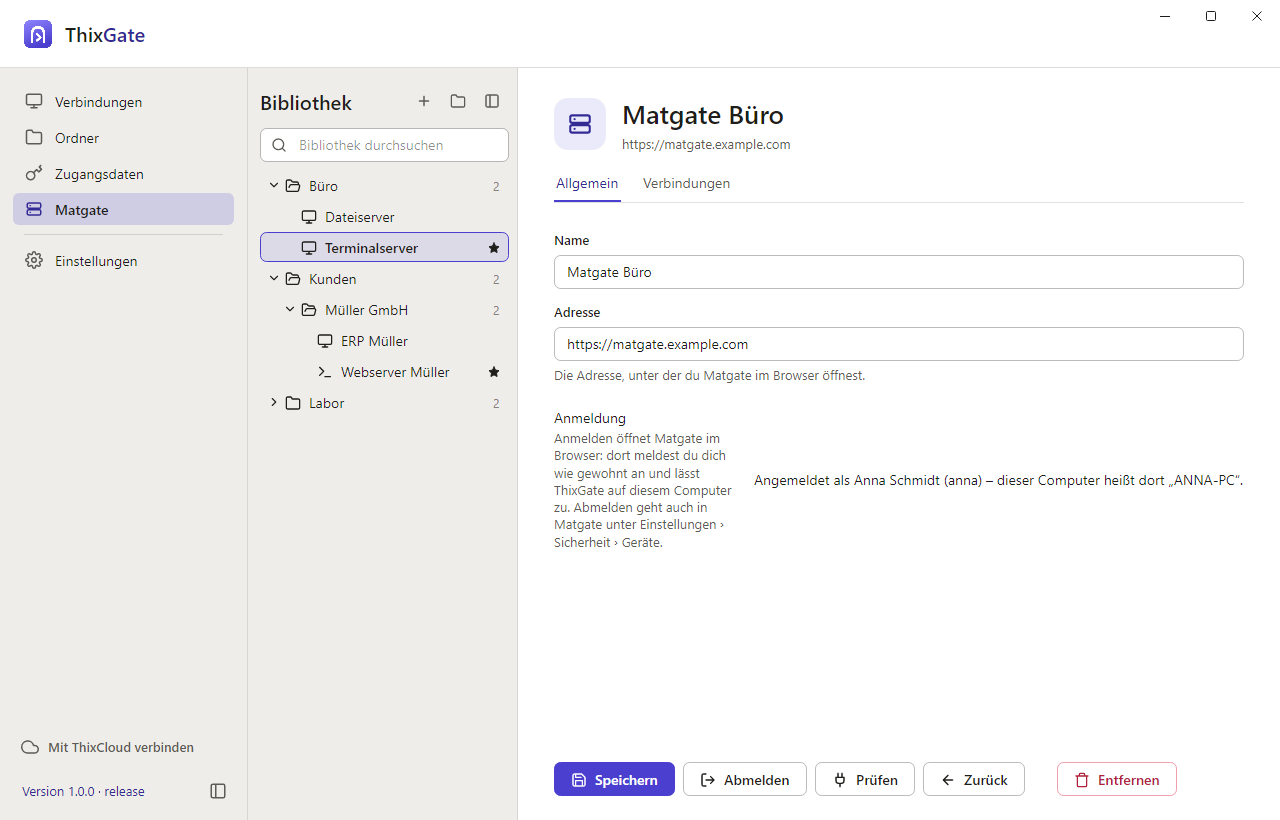 ThixGate
Verbindungen
Ordner
Zugangsdaten
Matgate
Einstellungen
Mit ThixCloud verbinden
Version 1.0.0 · release
Bibliothek
Bibliothek durchsuchen
Büro 2
Dateiserver
Terminalserver
Kunden 2
Müller GmbH 2
ERP Müller
Webserver Müller
Labor 2
Matgate Büro
https://matgate.example.com
Allgemein Verbindungen
Name
Matgate Büro
Adresse
https://matgate.example.com
Die Adresse, unter der du Matgate im Browser öffnest.
Anmeldung
Anmelden öffnet Matgate im
Browser: dort meldest du dich
wie gewohnt an und lässt
ThixGate auf diesem Computer
zu. Abmelden geht auch in
Matgate unter Einstellungen ›
Sicherheit › Geräte.
Angemeldet als Anna Schmidt (anna) – dieser Computer heißt dort „ANNA-PC“.
Speichern Abmelden Prüfen Zurück Entfernen